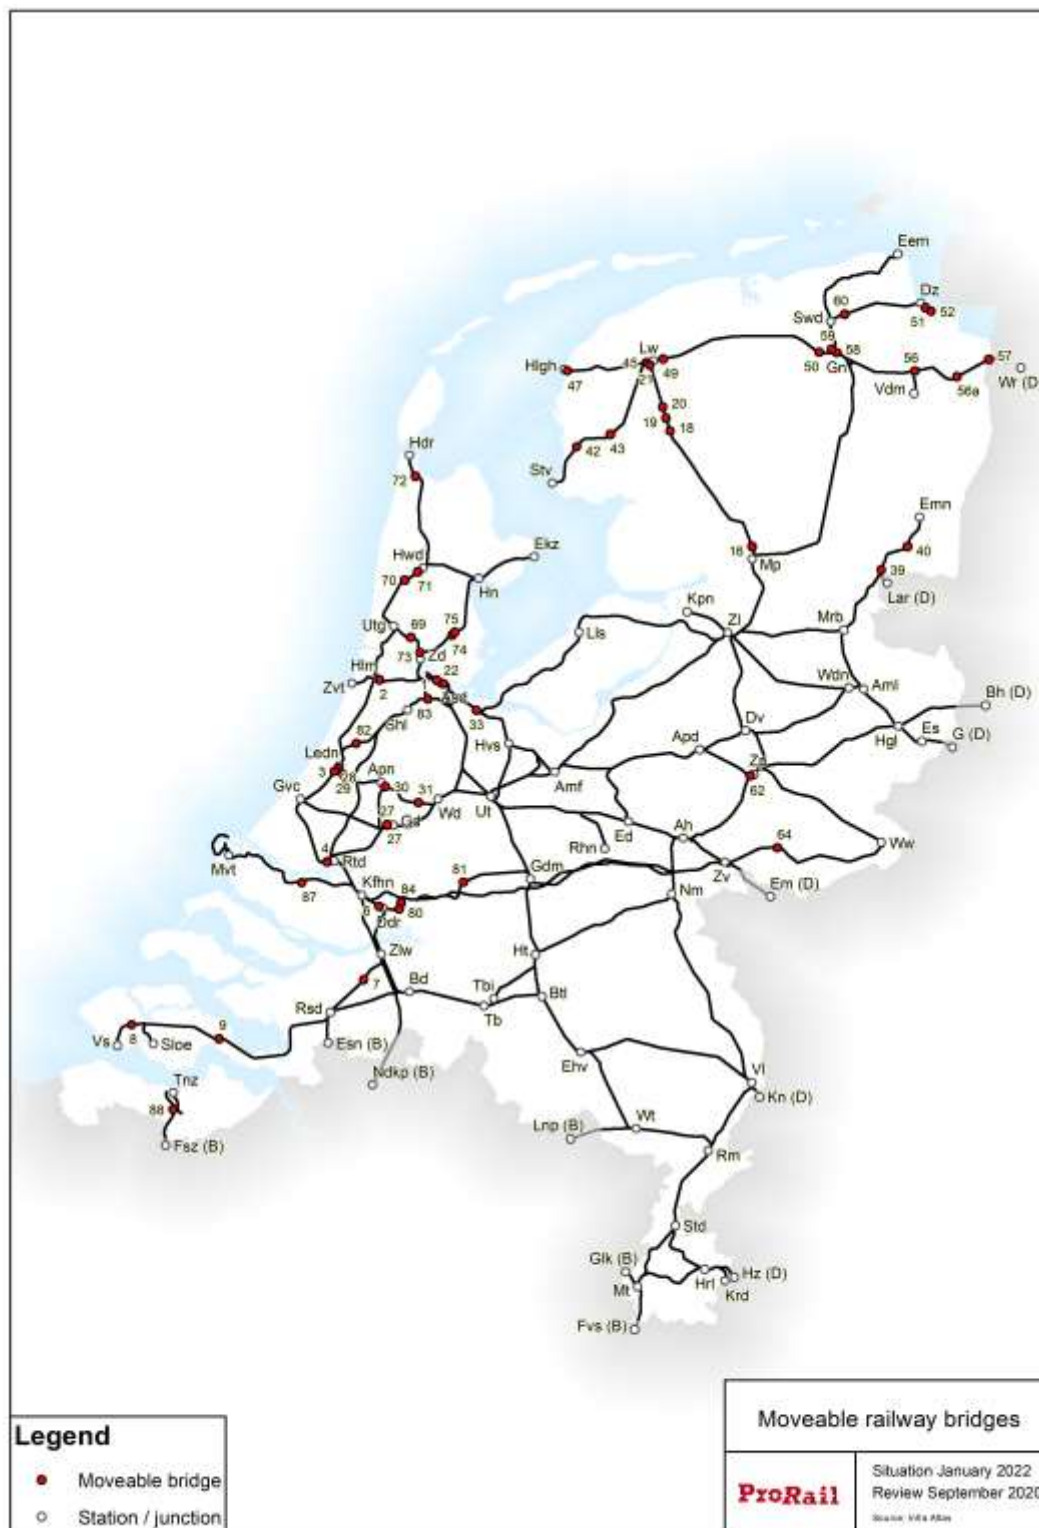 Eem
Dz
60
52
51
Swd
59
58
50
Gn
56
57
Vdm
56a
Wr (D
Lw
Hlgh
47
21
49
20
19
18
43
42
Stv
Hdr
72
Emn
40
39
Lar (D)
Ekz
Hwd
70
71
Hn
Mp
Kpn
Zl
Mrb
Utg
69
75
74
73
Zd
Lls
Hlm
Zvt
2
22
Wdn
Aml
Bh (D)
83
Shl
33
82
Hvs
Dv
Apd
Hgl
Es
G (D)
Ledn
3
28
29
Apn
30
31
Gvc
27
Gd
27
Wd
Ut
Amf
62
Ed
Ah
64
Ww
Rhn
4
Rtd
Mvt
87
Kfhn
84
81
Gdm
Zv
Em (D)
Nm
6
Ddr
80
Zlw
Ht
7
Bd
Tbi
Btl
Tb
Rsd
9
8
Vs
Sloe
Esn (B)
Ndkp (B)
Ehv
Vl
Kn (D)
Tnz
88
Fsz (B)
Lnp (B)
Wt
Rm
Std
Glk (B)
Mt
Hrl
Hz (D)
Krd
Fvs (B)
Legend
Moveable bridge
Station / junction
Moveable railway bridges
ProRail
Situation January 2022
Review September 2020
Source: Infra Atlas